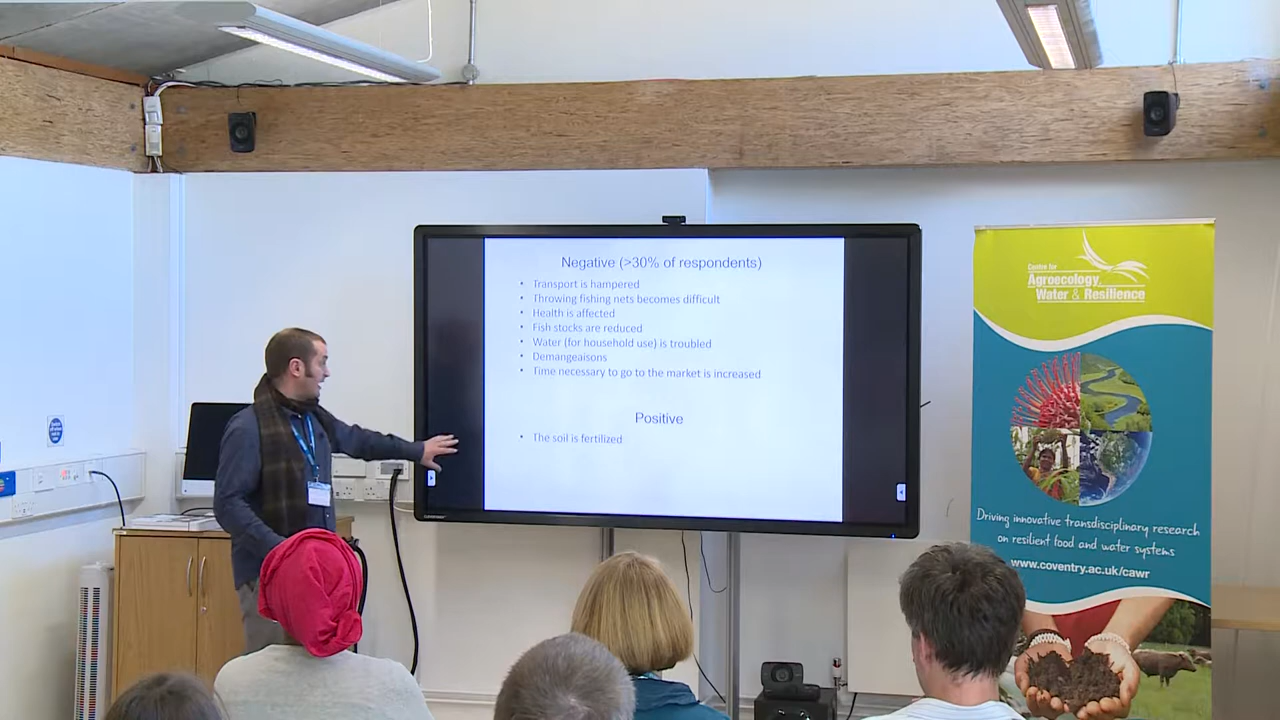 Negative (>30% of respondents)
• Transport is hampered
• Throwing fishing nets becomes difficult
• Health is affected
• Fish stocks are reduced
• Water (for household use) is troubled
• Demangeaisons
• Time necessary to go to the market is increased
Positive
• The soil is fertilized
Centre for
Agroecology,
Water & Resilience
Driving innovative transdisciplinary research
on resilient food and water systems
www.coventry.ac.uk/cawr